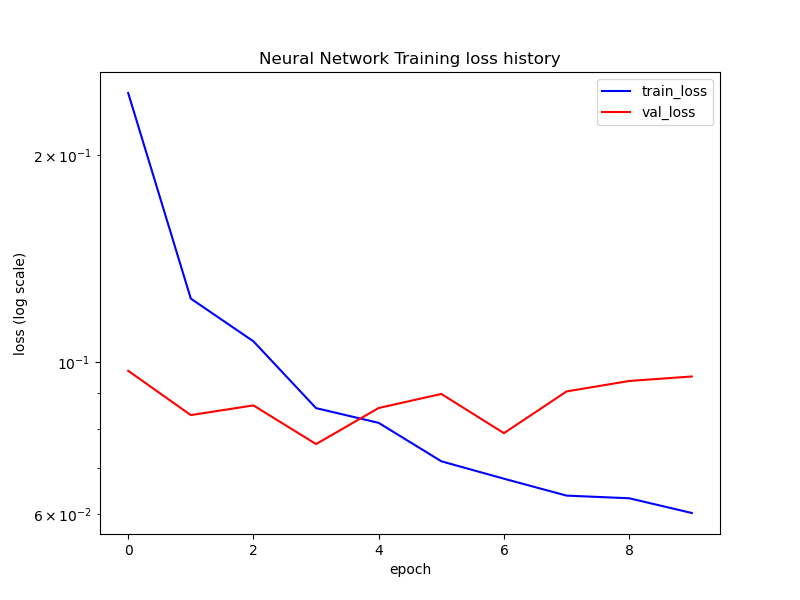 Neural Network Training loss history
train_loss
val_loss
2 × 10⁻¹
10⁻¹
6 × 10⁻²
loss (log scale)
0 2 4 6 8
epoch